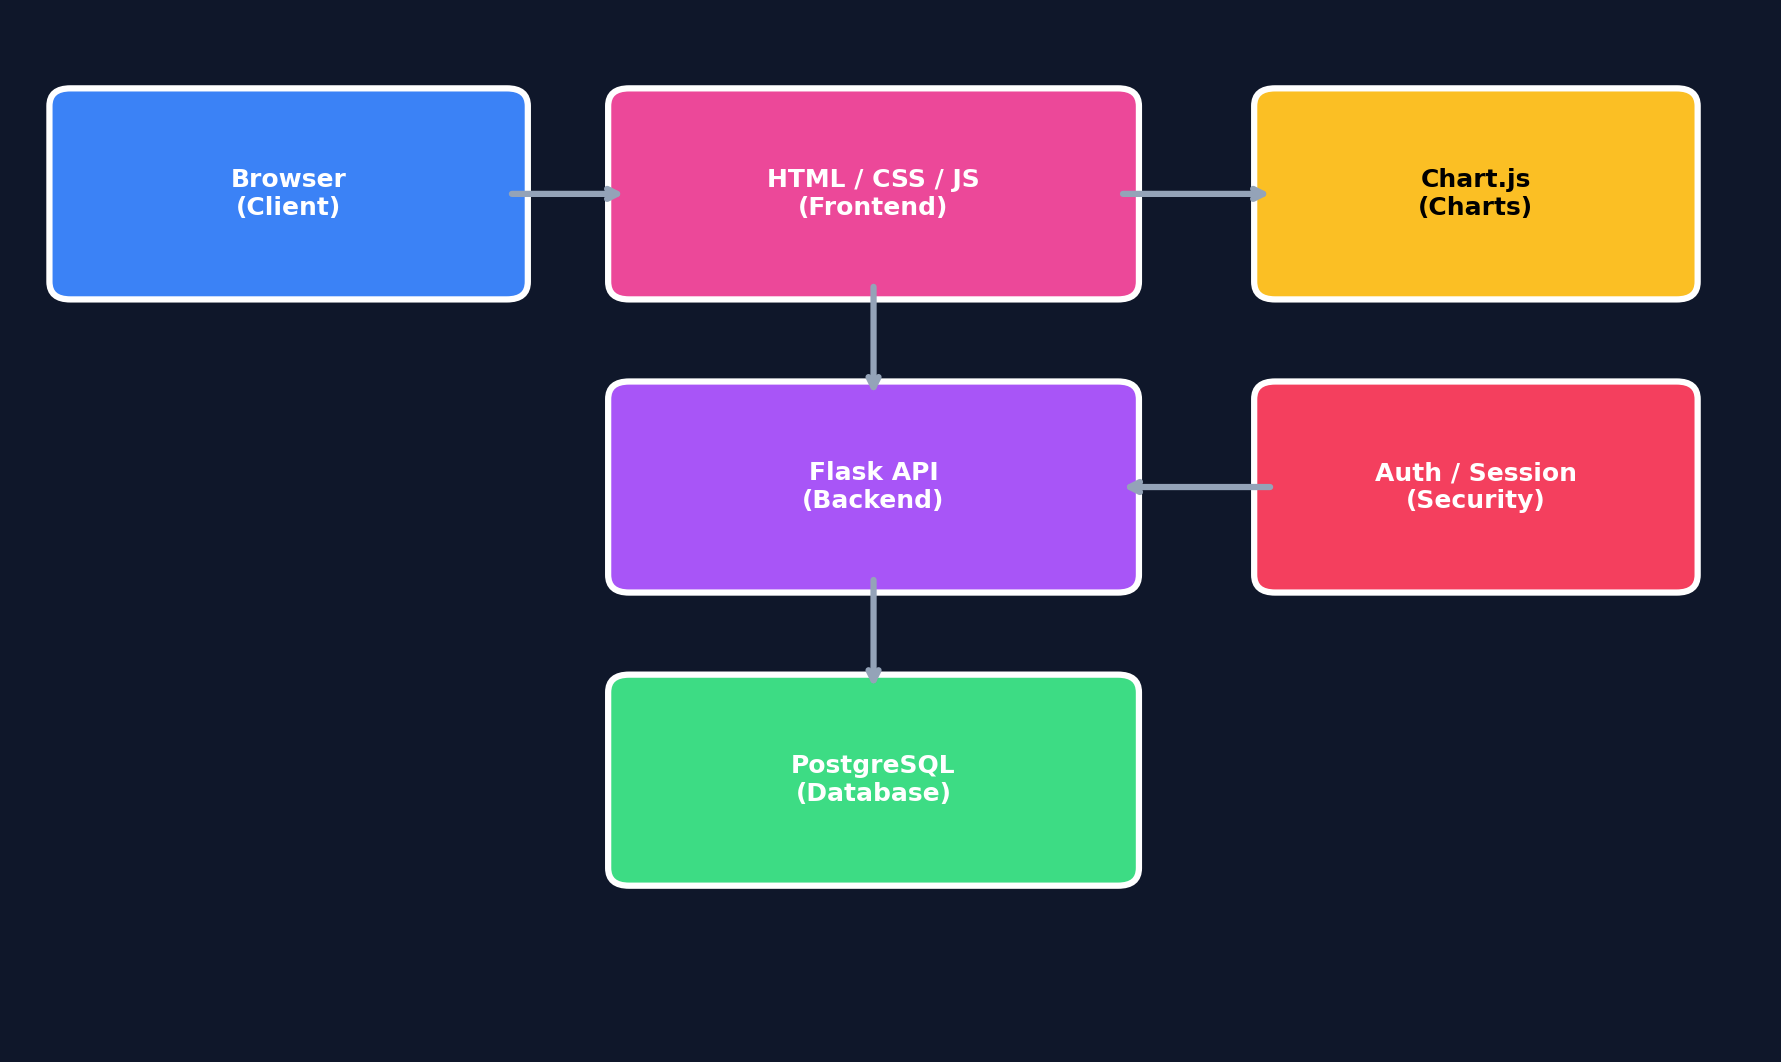 Browser
(Client)
HTML / CSS / JS
(Frontend)
Chart.js
(Charts)
Flask API
(Backend)
Auth / Session
(Security)
PostgreSQL
(Database)